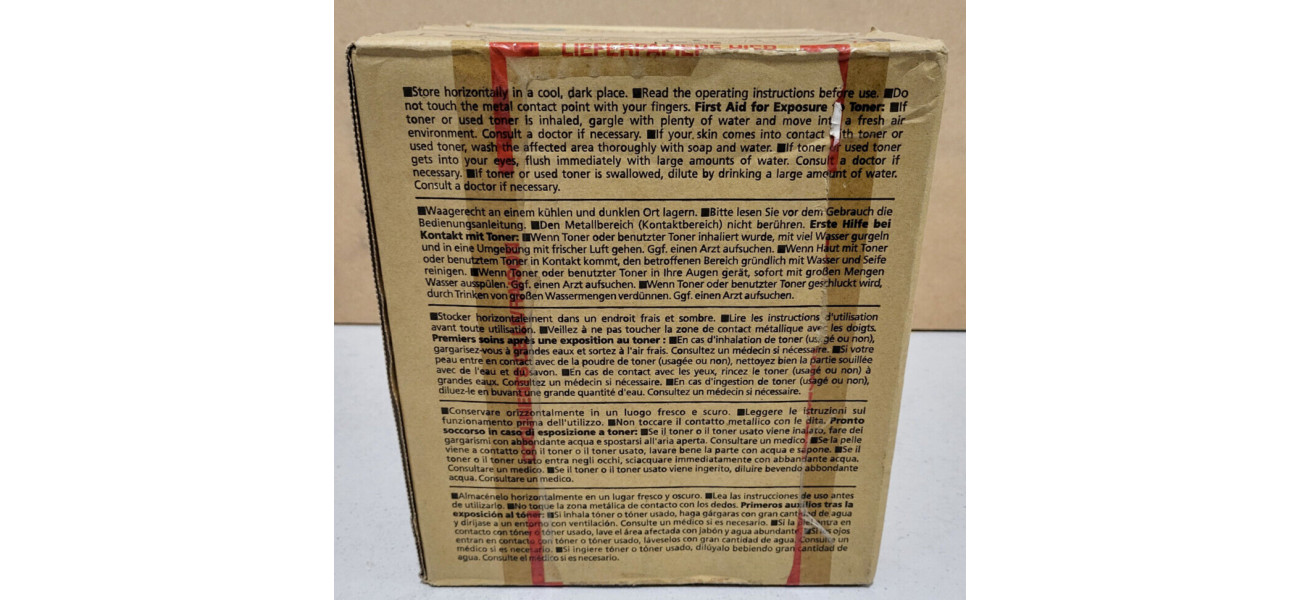 LIEFERPAPIERE HIER
■Store horizontally in a cool, dark place. ■Read the operating instructions before use. ■Do
not touch the metal contact point with your fingers. First Aid for Exposure to Toner: ■If
toner or used toner is inhaled, gargle with plenty of water and move into a fresh air
environment. Consult a doctor if necessary. ■If your skin comes into contact with toner or
used toner, wash the affected area thoroughly with soap and water. ■If toner or used toner
gets into your eyes, flush immediately with large amounts of water. Consult a doctor if
necessary. ■If toner or used toner is swallowed, dilute by drinking a large amount of water.
Consult a doctor if necessary.
■Waagerecht an einem kühlen und dunklen Ort lagern. ■Bitte lesen Sie vor dem Gebrauch die
Bedienungsanleitung. ■Den Metallbereich (Kontaktbereich) nicht berühren. Erste Hilfe bei
Kontakt mit Toner: ■Wenn Toner oder benutzter Toner inhaliert wurde, mit viel Wasser gurgeln
und in eine Umgebung mit frischer Luft gehen. Ggf. einen Arzt aufsuchen. ■Wenn Haut mit Toner
oder benutztem Toner in Kontakt kommt, den betroffenen Bereich gründlich mit Wasser und Seife
reinigen. ■Wenn Toner oder benutzter Toner in Ihre Augen gerät, sofort mit großen Mengen
Wasser ausspülen. Ggf. einen Arzt aufsuchen. ■Wenn Toner oder benutzter Toner geschluckt wird,
durch Trinken von großen Wassermengen verdünnen. Ggf. einen Arzt aufsuchen.
■Stocker horizontalement dans un endroit frais et sombre. ■Lire les instructions d'utilisation
avant toute utilisation. ■Veillez à ne pas toucher la zone de contact métallique avec les doigts.
Premiers soins après une exposition au toner : ■En cas d'inhalation de toner (usagé ou non),
gargarisez-vous à grandes eaux et sortez à l'air frais. Consultez un médecin si nécessaire. ■Si votre
peau entre en contact avec de la poudre de toner (usagée ou non), nettoyez bien la partie souillée
avec de l'eau et du savon. ■En cas de contact avec les yeux, rincez le toner (usagé ou non) à
grandes eaux. Consultez un médecin si nécessaire. ■En cas d'ingestion de toner (usagé ou non),
diluez-le en buvant une grande quantité d'eau. Consultez un médecin si nécessaire.
■Conservare orizzontalmente in un luogo fresco e scuro. ■Leggere le istruzioni sul
funzionamento prima dell'utilizzo. ■Non toccare il contatto metallico con le dita. Pronto
soccorso in caso di esposizione a toner: ■Se il toner o il toner usato viene inalato, fare dei
gargarismi con abbondante acqua e spostarsi all'aria aperta. Consultare un medico. ■Se la pelle
viene a contatto con il toner o il toner usato, lavare bene la parte con acqua e sapone. ■Se il
toner o il toner usato entra negli occhi, sciacquare immediatamente con abbandante acqua.
Consultare un medico. ■Se il toner o il toner usato viene ingerito, diluire bevendo abbondante
acqua. Consultare un medico.
■Almacénelo horizontalmente en un lugar fresco y oscuro. ■Lea las instrucciones de uso antes
de utilizarlo. ■No toque la zona metálica de contacto con los dedos. Primeros auxilios tras la
exposición al tóner: ■Si inhala tóner o tóner usado, haga gárgaras con gran cantidad de agua
y diríjase a un entorno con ventilación. Consulte un médico si es necesario. ■Si la piel entra en
contacto con tóner o tóner usado, lave el área afectada con jabón y agua abundante. ■Si los ojos
entran en contacto con tóner o tóner usado, láveselos con gran cantidad de agua. Consulte un
médico si es necesario. ■Si ingiere tóner o tóner usado, dilúyalo bebiendo gran cantidad de
agua. Consulte el médico si es necesario.